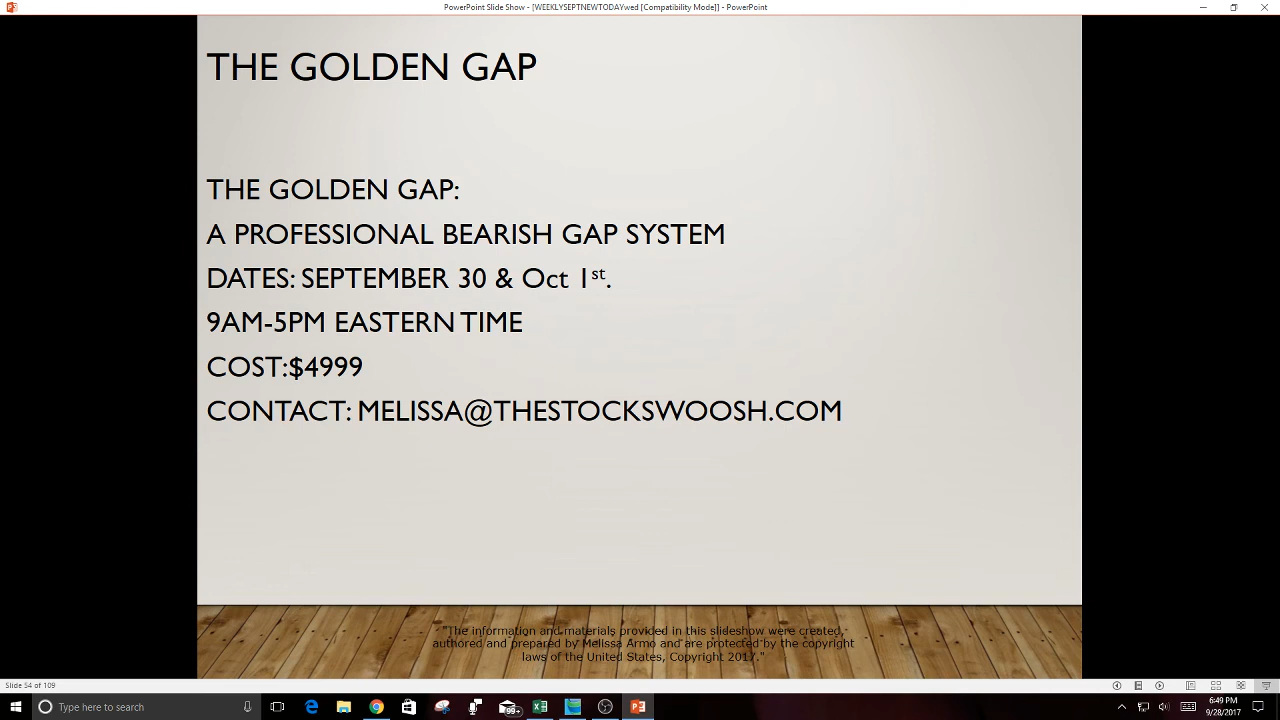 PowerPoint Slide Show - [WEEKLYSEPTNEWTODAYwed [Compatibility Mode]] - PowerPoint
THE GOLDEN GAP
THE GOLDEN GAP:
A PROFESSIONAL BEARISH GAP SYSTEM
DATES: SEPTEMBER 30 & Oct 1st.
9AM-5PM EASTERN TIME
COST:$4999
CONTACT: MELISSA@THESTOCKSWOOSH.COM
"The information and materials provided in this slideshow were created,
authored and prepared by Melissa Armo and are protected by the copyright
laws of the United States, Copyright 2017."
Slide 54 of 109
Type here to search
99+
6:49 PM
9/28/2017